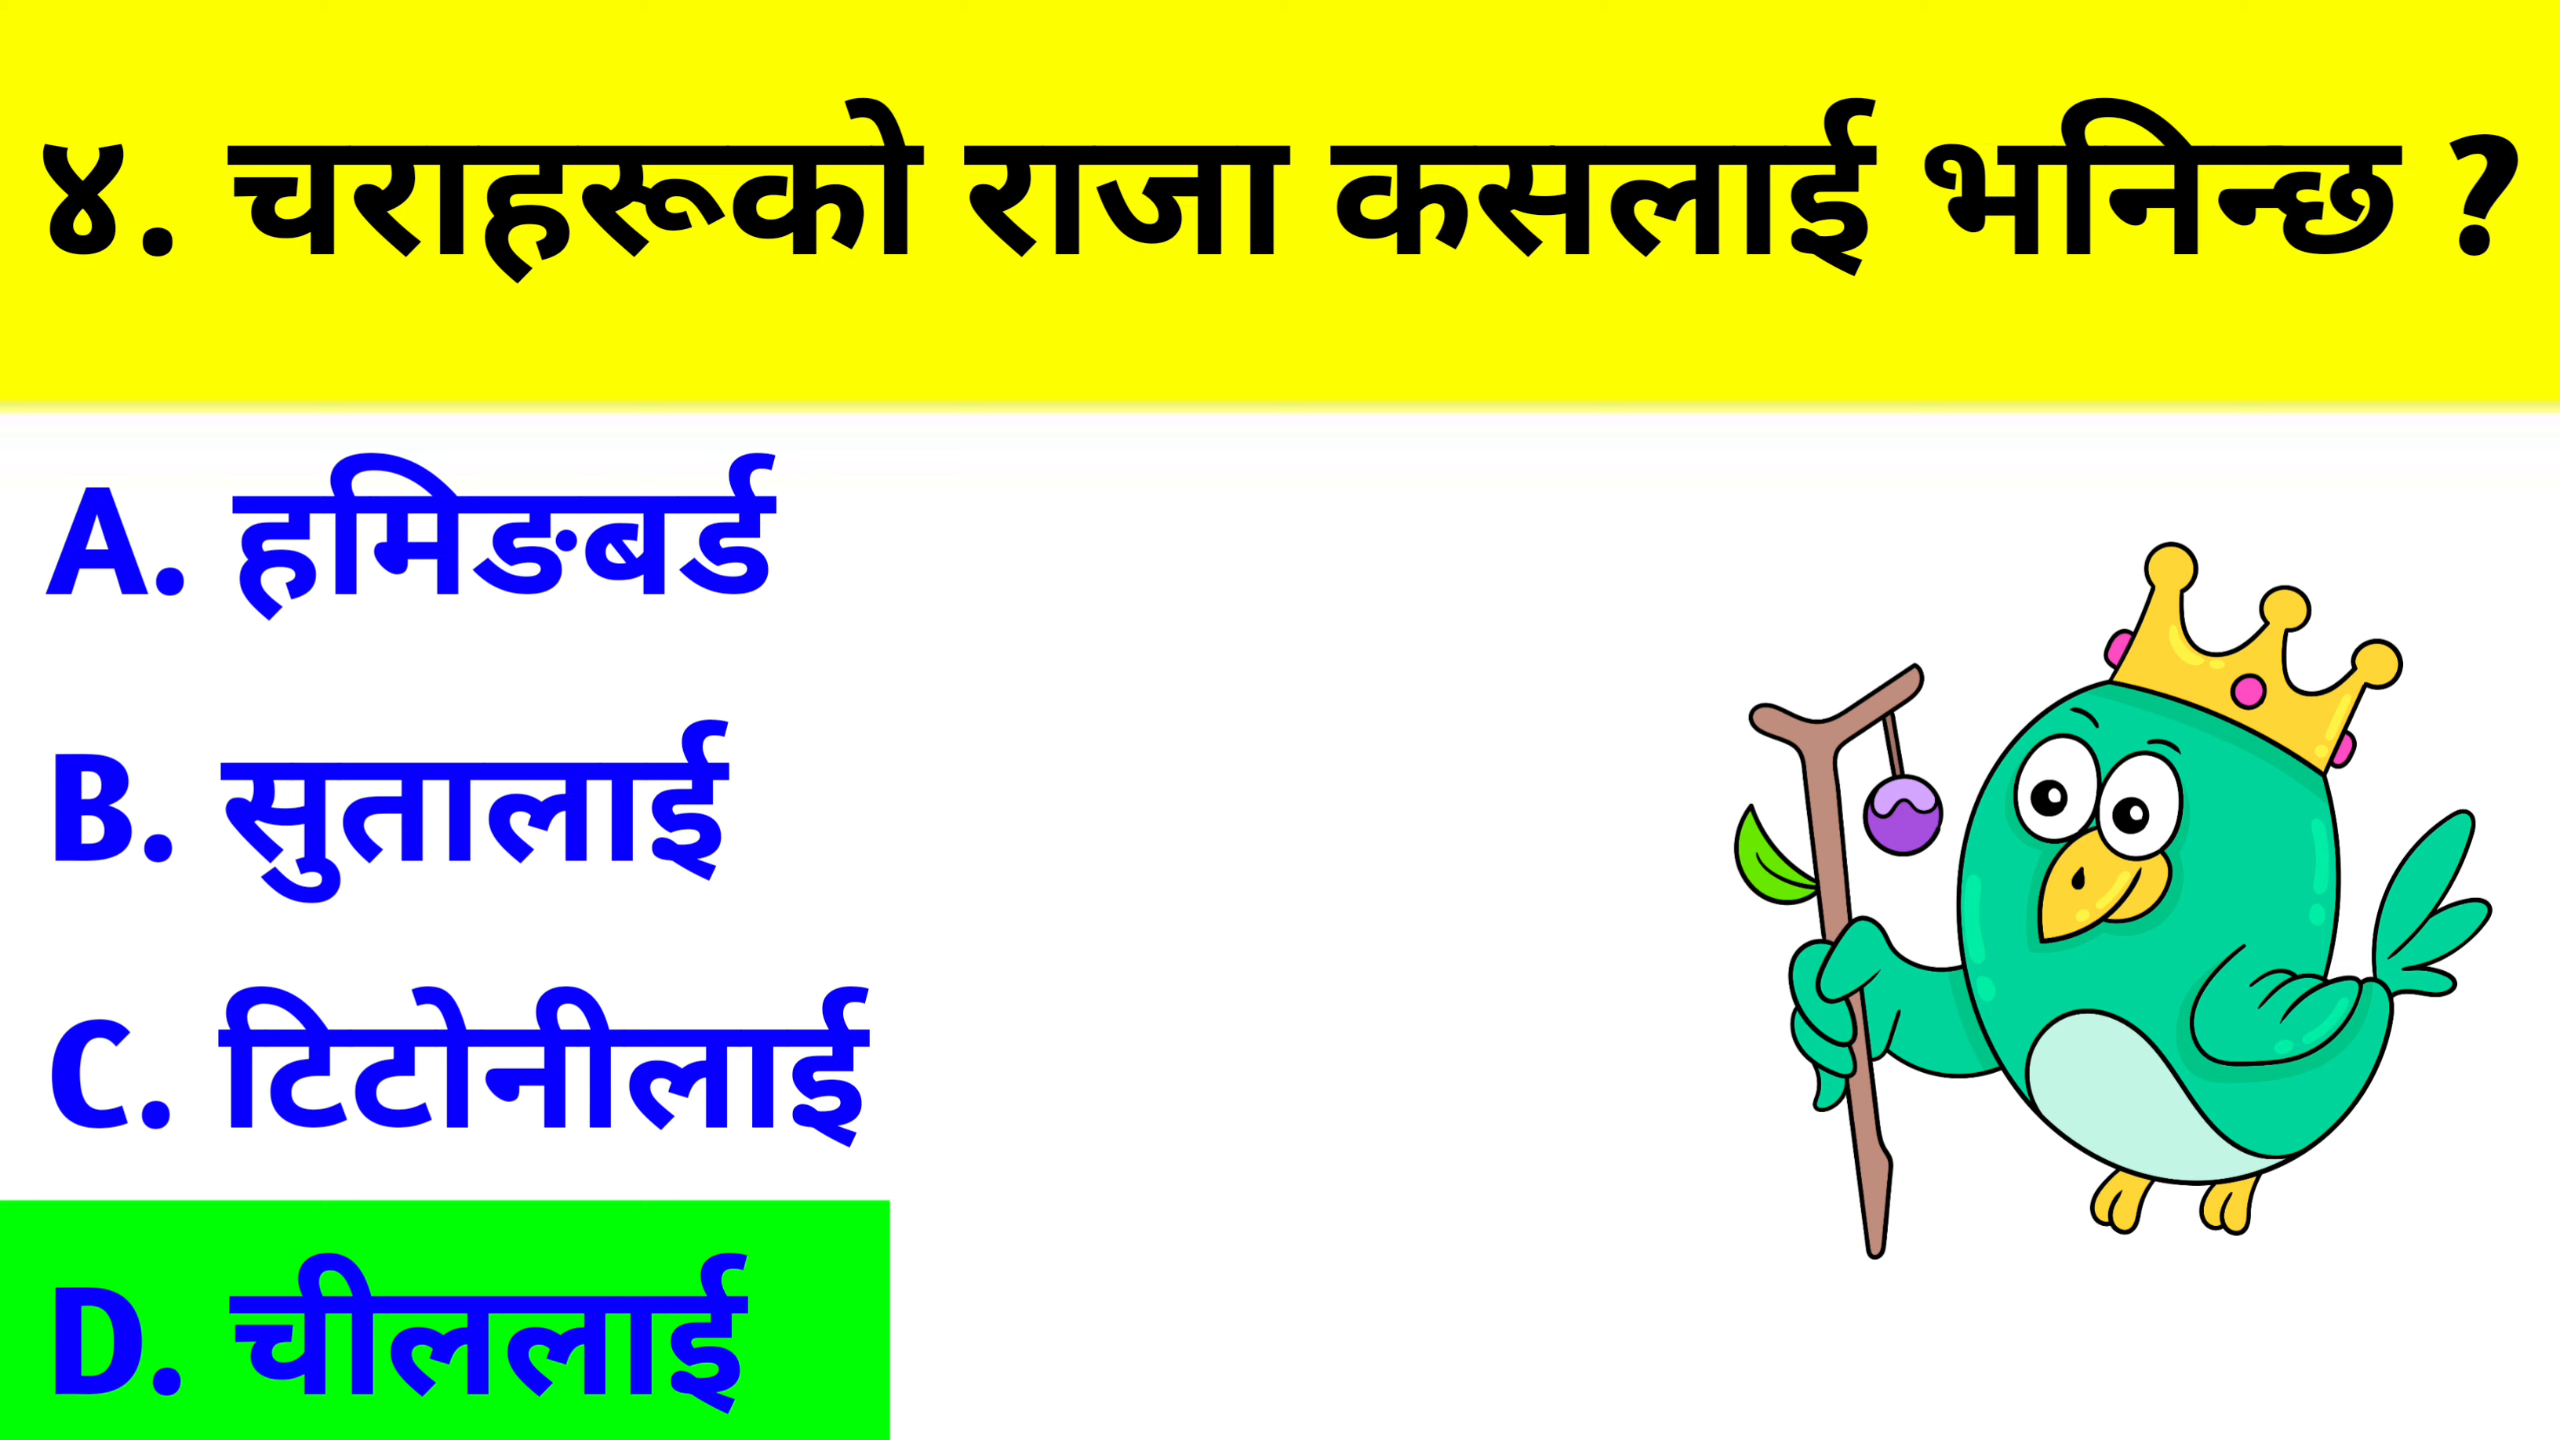 ४. चराहरूको राजा कसलाई भनिन्छ ?
A. हमिङबर्ड
B. सुतालाई
C. टिटोनीलाई
D. चीललाई